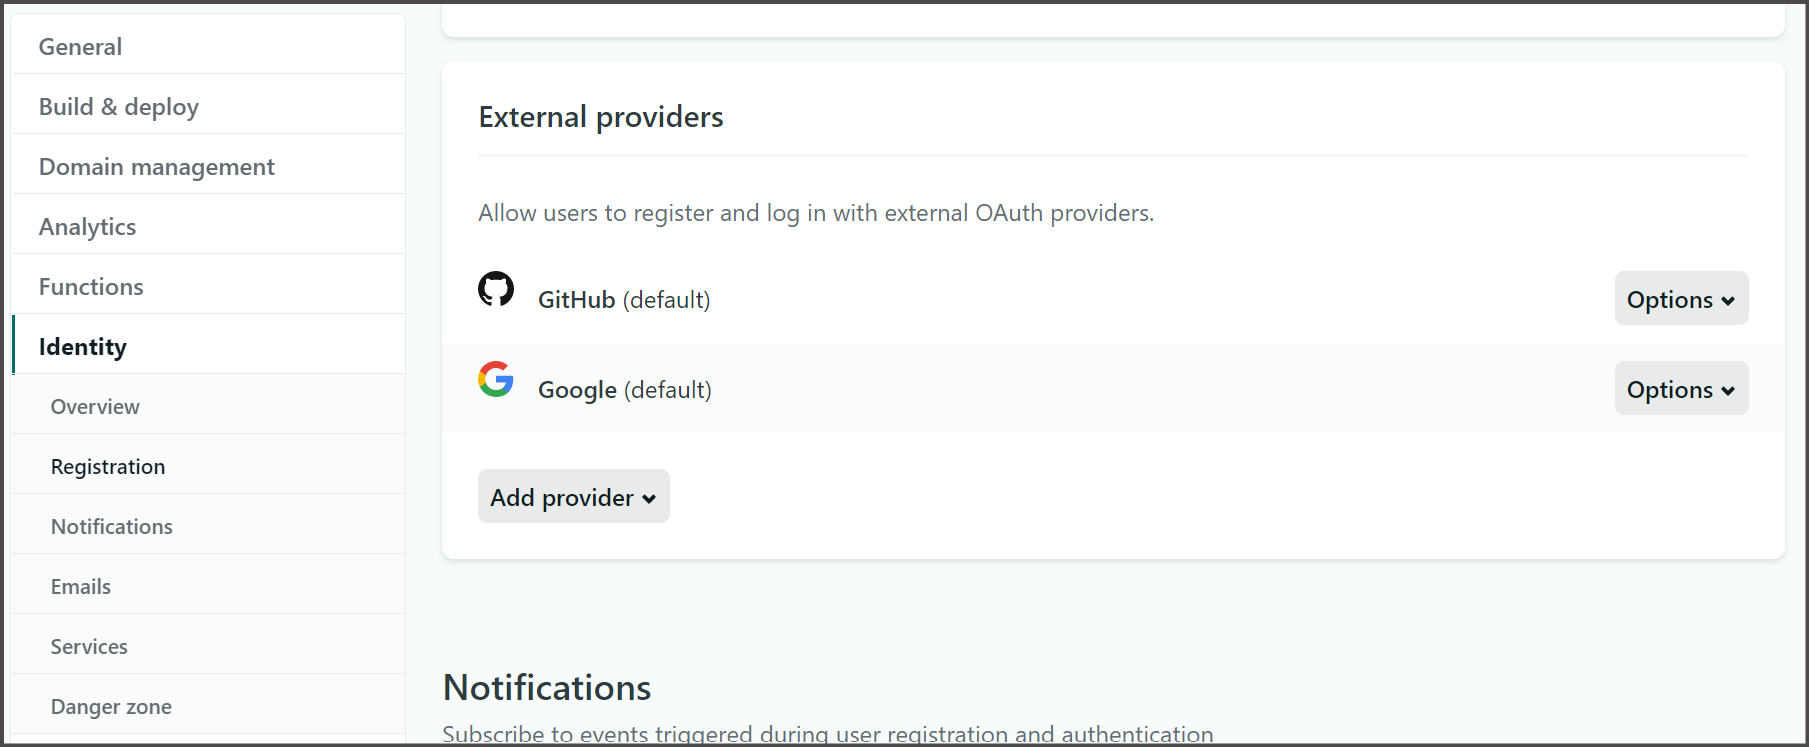 General
Build & deploy
Domain management
Analytics
Functions
Identity
Overview
Registration
Notifications
Emails
Services
Danger zone
External providers
Allow users to register and log in with external OAuth providers.
GitHub (default)
Options
Google (default)
Options
Add provider
Notifications
Subscribe to events triggered during user registration and authentication